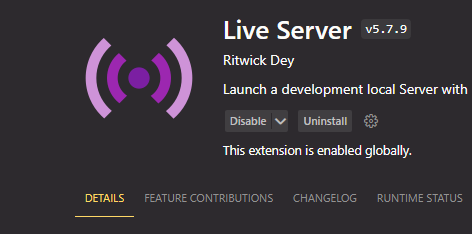 Live Server v5.7.9
Ritwick Dey
Launch a development local Server with
Disable Uninstall
This extension is enabled globally.
DETAILS FEATURE CONTRIBUTIONS CHANGELOG RUNTIME STATUS